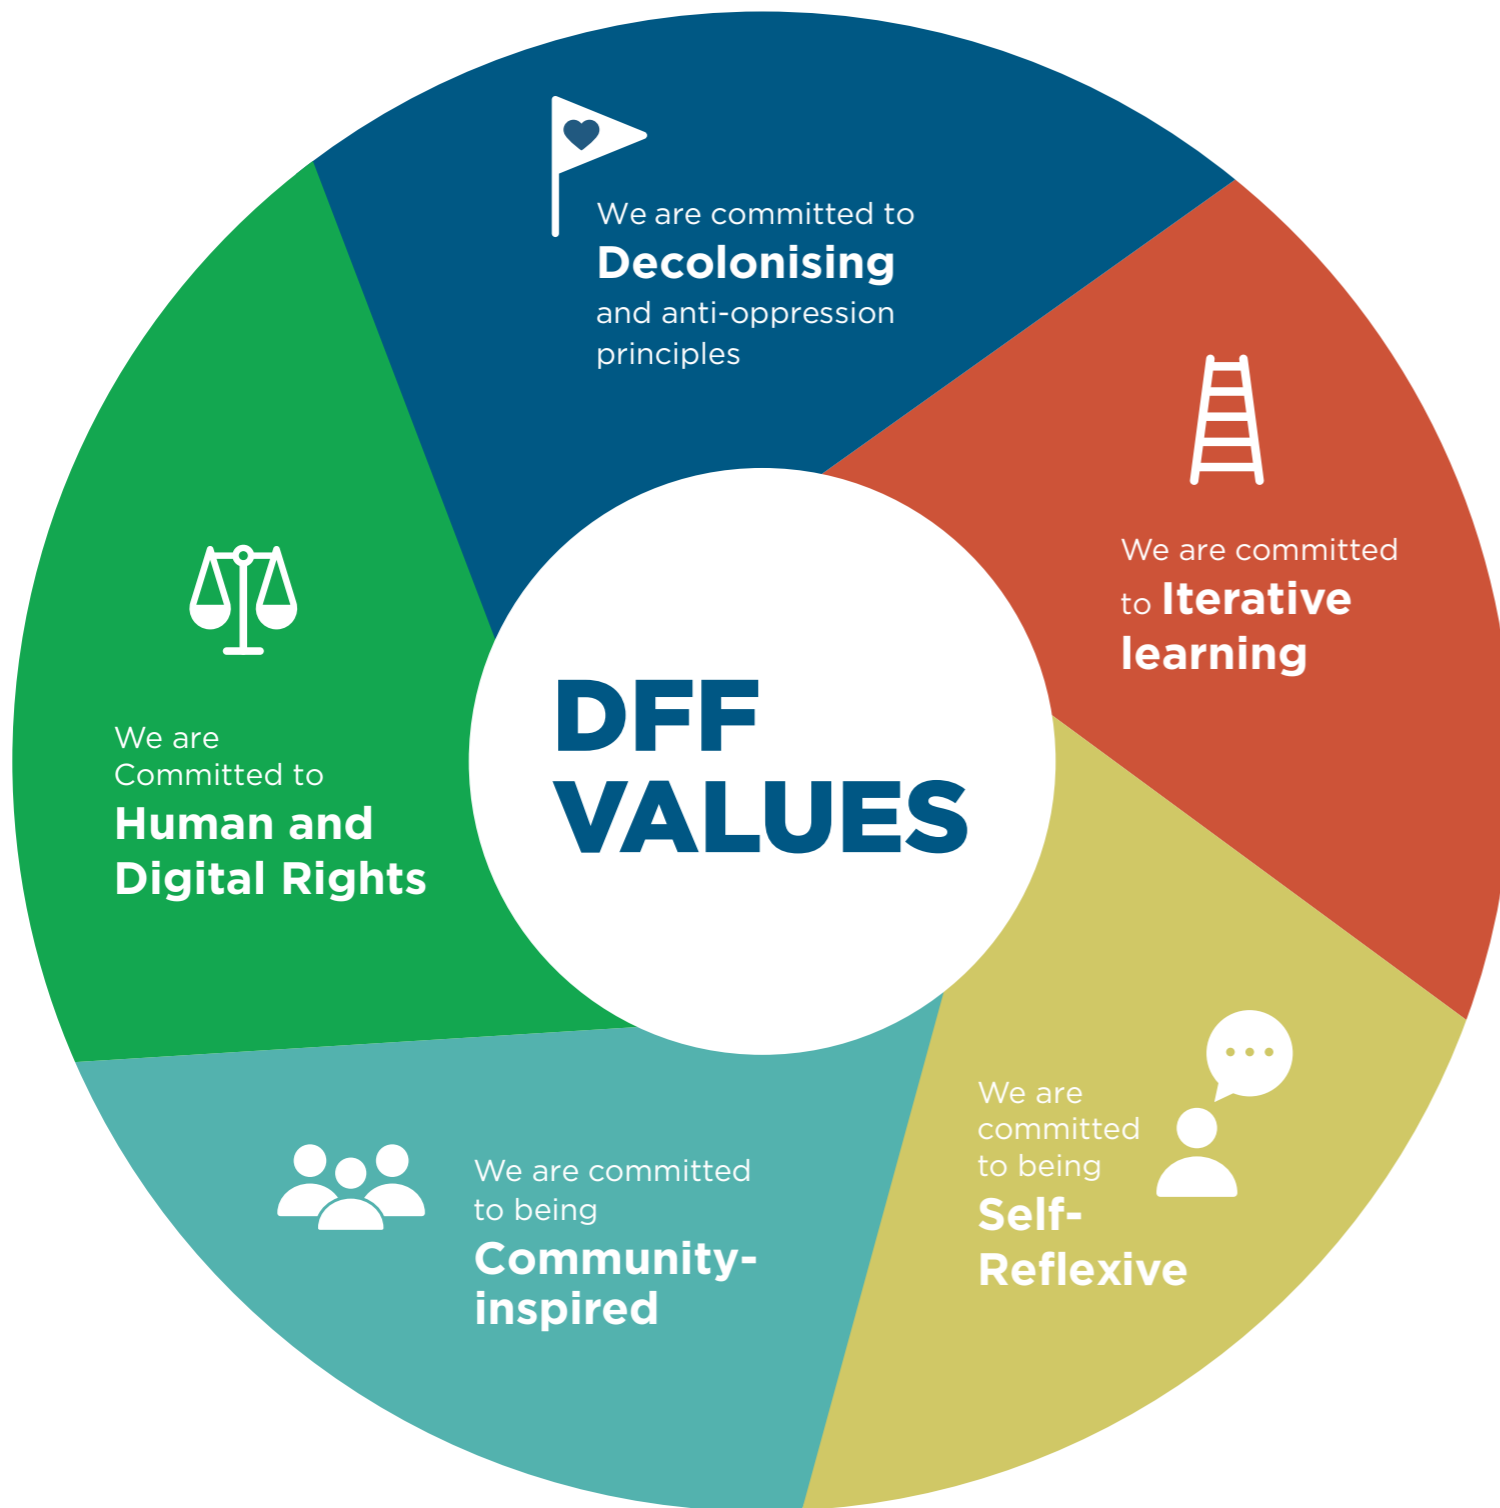 DFF
VALUES
We are committed to
Decolonising
and anti-oppression
principles
We are committed
to Iterative
learning
We are
committed
to being
Self-
Reflexive
We are committed
to being
Community-
inspired
We are
Committed to
Human and
Digital Rights